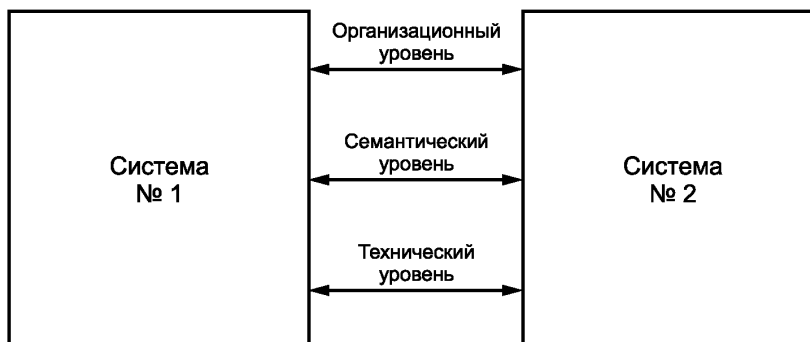 Организационный
уровень
Семантический
уровень
Система
№ 1
Система
№ 2
Технический
уровень